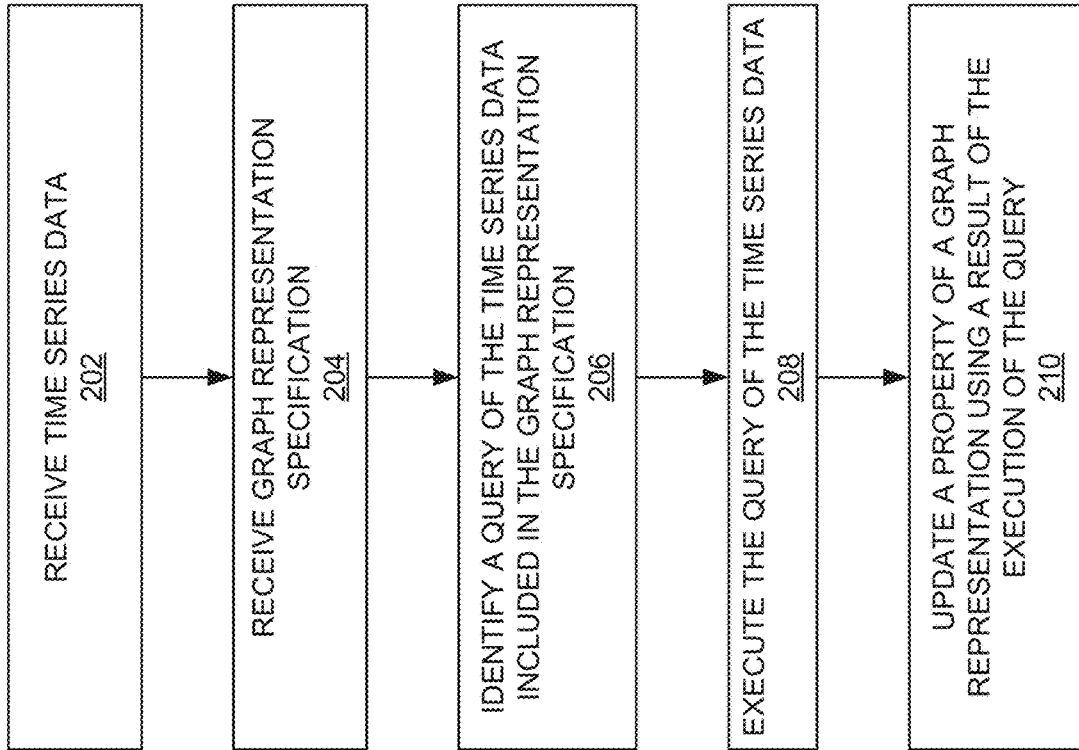 RECEIVE TIME SERIES DATA
202
RECEIVE GRAPH REPRESENTATION
SPECIFICATION
204
IDENTIFY A QUERY OF THE TIME SERIES DATA
INCLUDED IN THE GRAPH REPRESENTATION
SPECIFICATION
206
EXECUTE THE QUERY OF THE TIME SERIES DATA
208
UPDATE A PROPERTY OF A GRAPH
REPRESENTATION USING A RESULT OF THE
EXECUTION OF THE QUERY
210